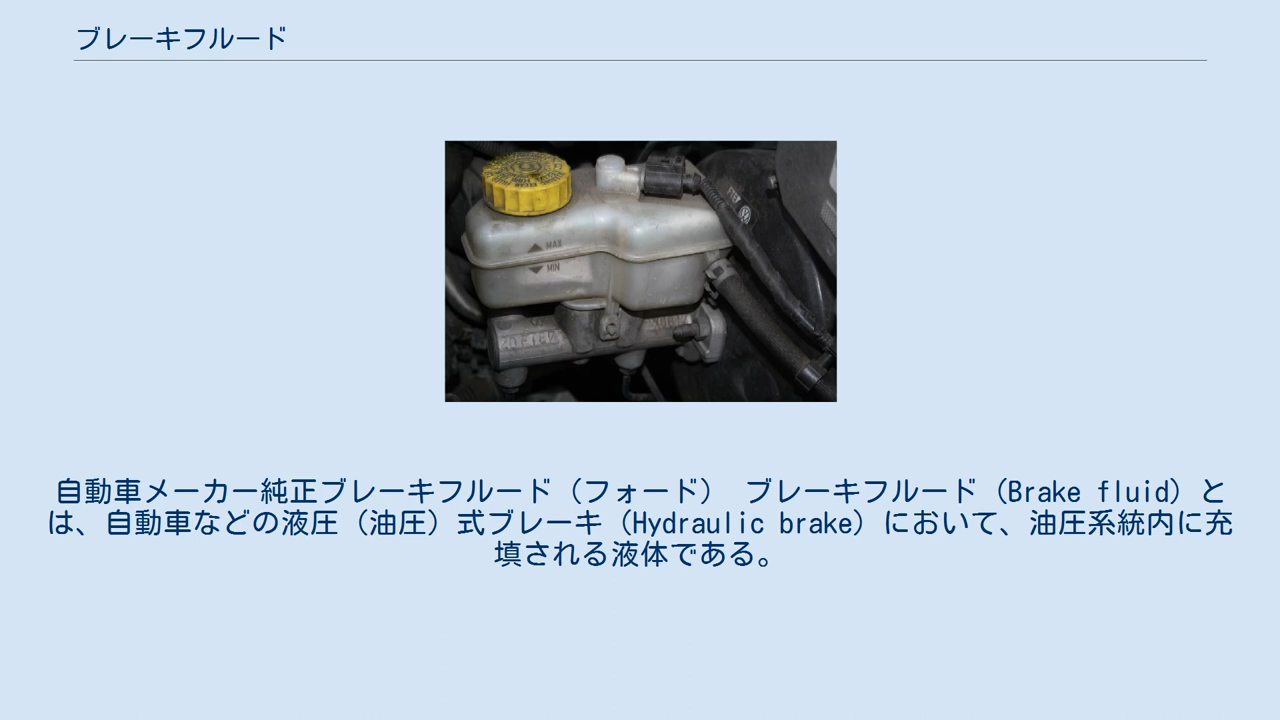 ブレーキフルード
MAX
MIN
自動車メーカー純正ブレーキフルード（フォード）　ブレーキフルード（Brake fluid）と
は、自動車などの液圧（油圧）式ブレーキ（Hydraulic brake）において、油圧系統内に充
填される液体である。